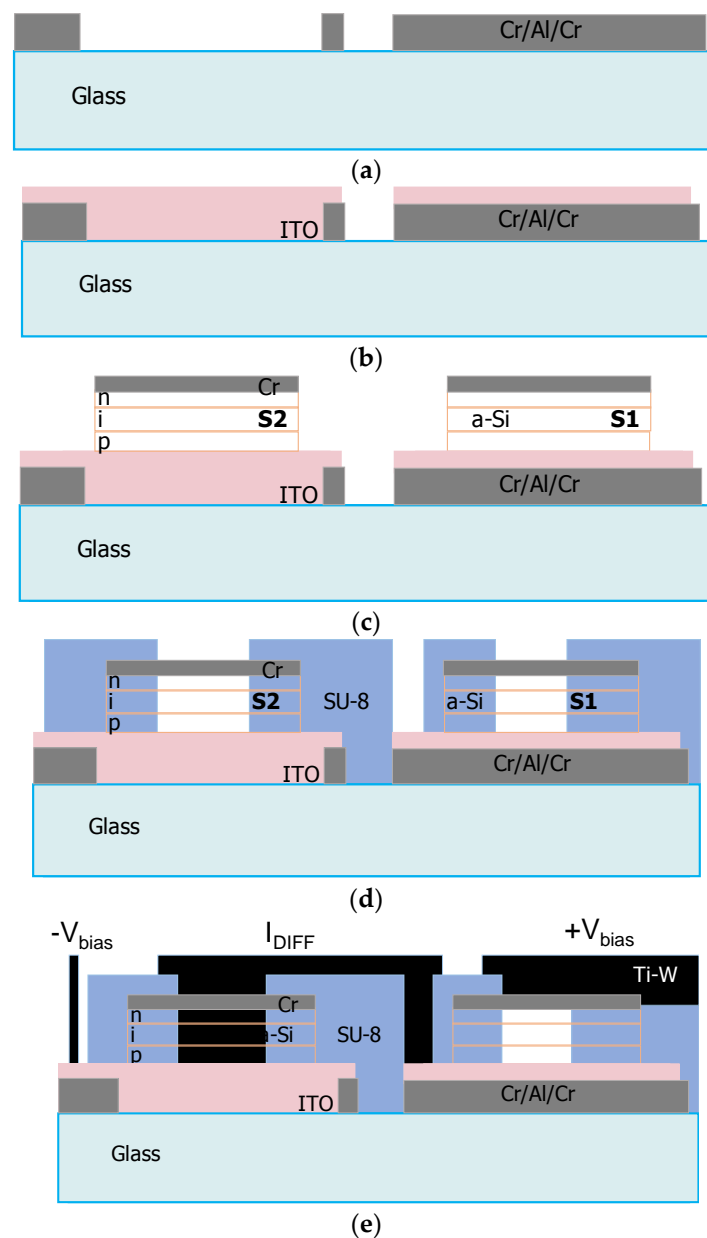 Cr/Al/Cr
Glass
(a)
ITO
Cr/Al/Cr
Glass
(b)
n
Cr
i
S2
a-Si
S1
p
ITO
Cr/Al/Cr
Glass
(c)
n
Cr
i
S2
SU-8
a-Si
S1
p
ITO
Cr/Al/Cr
Glass
(d)
-Vbias
IDIFF
+Vbias
Ti-W
n
Cr
i
-Si
SU-8
p
ITO
Cr/Al/Cr
Glass
(e)